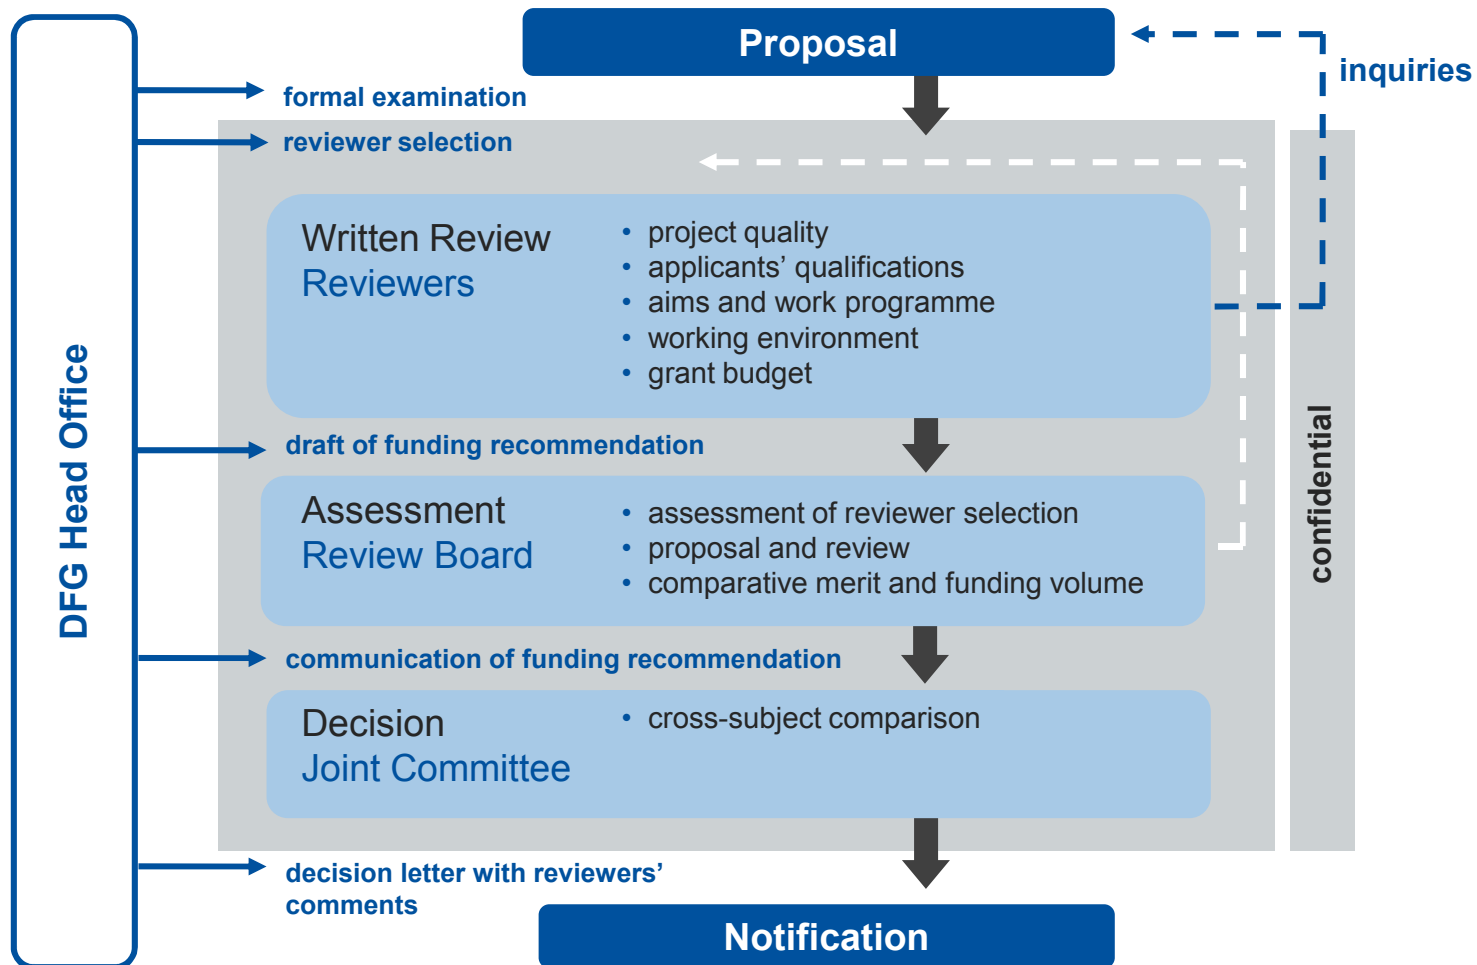 Proposal
inquiries
formal examination
reviewer selection
Written Review
Reviewers
• project quality
• applicants’ qualifications
• aims and work programme
• working environment
• grant budget
DFG Head Office
confidential
draft of funding recommendation
Assessment
Review Board
• assessment of reviewer selection
• proposal and review
• comparative merit and funding volume
communication of funding recommendation
Decision
Joint Committee
• cross-subject comparison
decision letter with reviewers’
comments
Notification